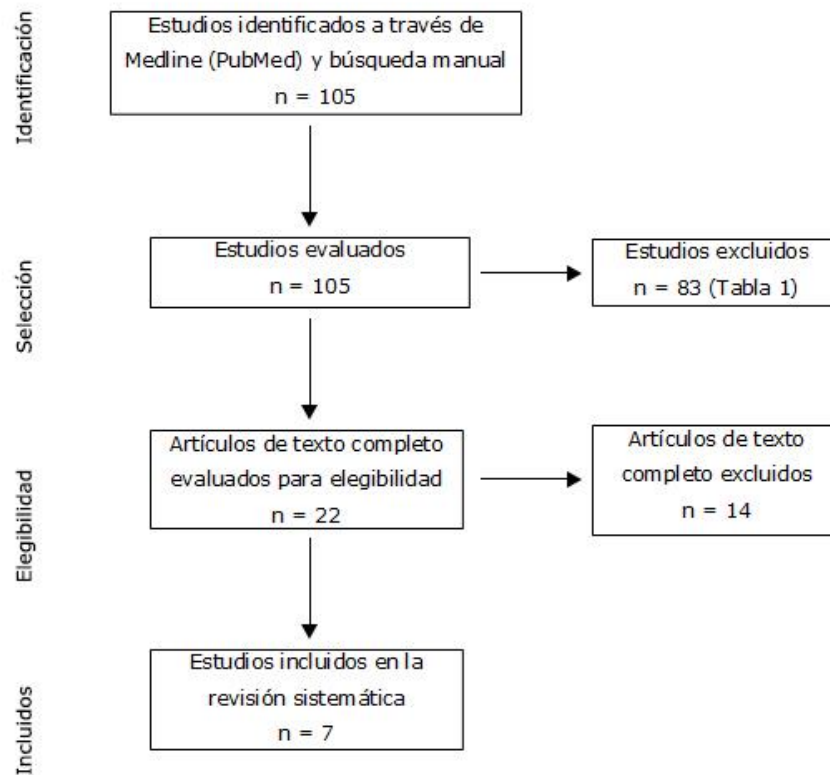 Identificación
Estudios identificados a través de
Medline (PubMed) y búsqueda manual
n = 105
Selección
Estudios evaluados
n = 105
Estudios excluidos
n = 83 (Tabla 1)
Elegibilidad
Artículos de texto completo
evaluados para elegibilidad
n = 22
Artículos de texto
completo excluidos
n = 14
Incluidos
Estudios incluidos en la
revisión sistemática
n = 7